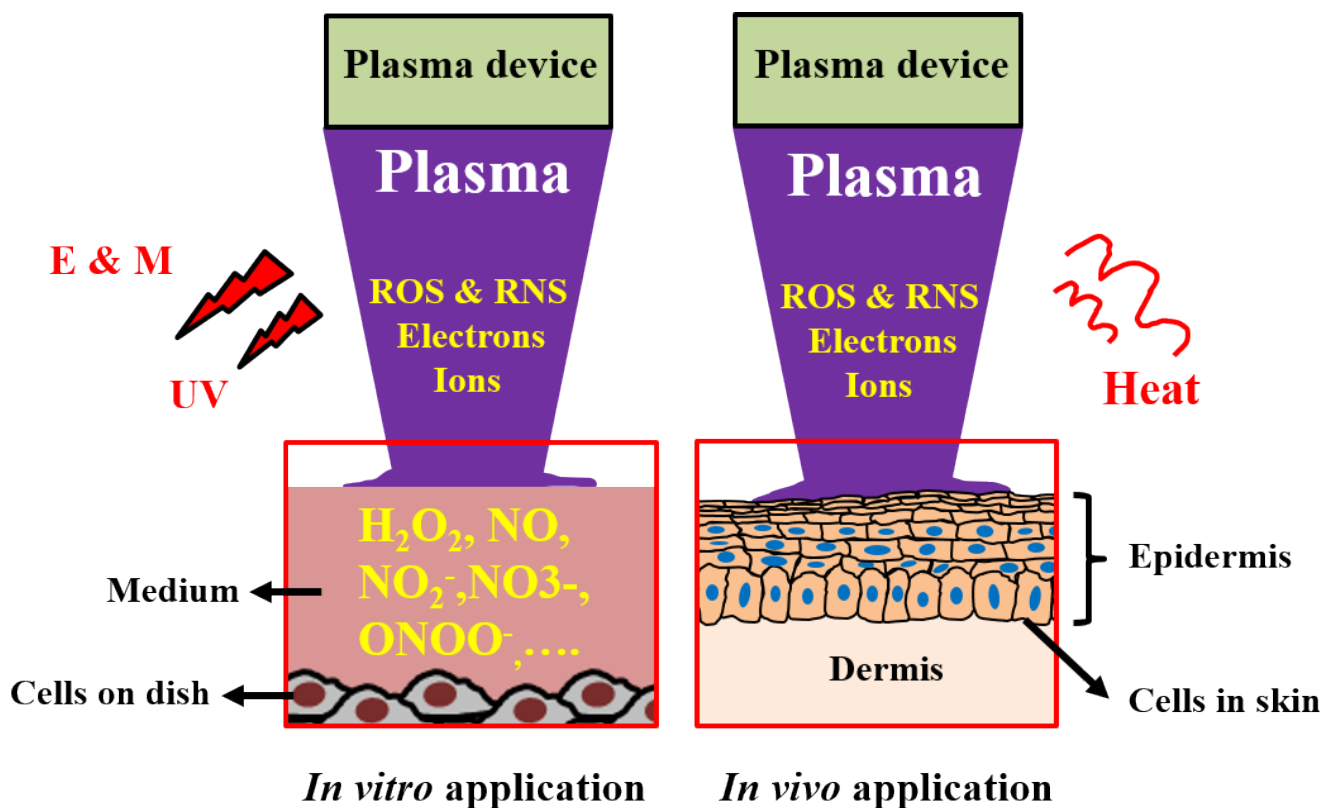 Plasma device
Plasma
E & M
UV
ROS & RNS
Electrons
Ions
H₂O₂, NO,
NO₂⁻,NO3-,
ONOO⁻,….
Medium
Cells on dish
In vitro application
Plasma device
Plasma
ROS & RNS
Electrons
Ions
Heat
Epidermis
Dermis
Cells in skin
In vivo application